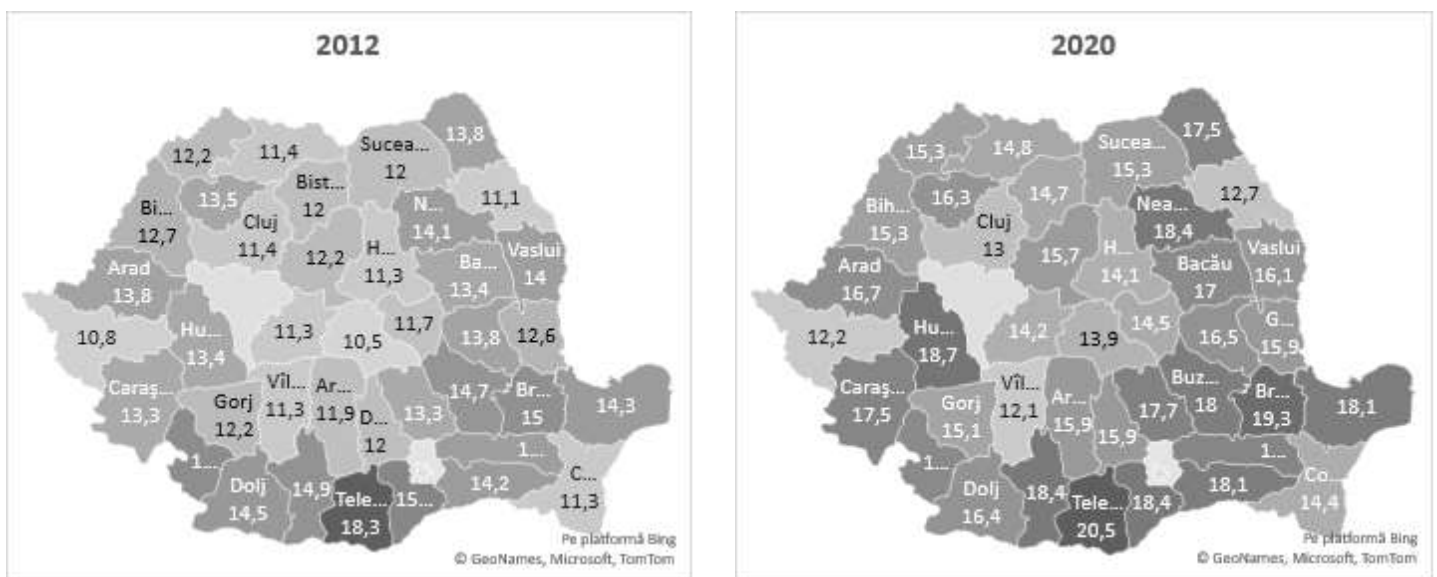 2012
13,8
12,2
11,4
Sucea...
12
Bist...
12
13,5
11,1
N...
14,1
Bi...
12,7
Cluj
11,4
12,2
H...
11,3
Vaslui
14
Ba...
13,4
Arad
13,8
10,8
Hu...
13,4
11,3
10,5
11,7
13,8
12,6
Caraş...
13,3
Gorj
12,2
Vîl...
11,3
Ar...
11,9
D...
12
13,3
14,7
Br...
15
14,3
1...
1...
Dolj
14,5
14,9
Tele...
18,3
15...
14,2
C...
11,3
Pe platformă Bing
© GeoNames, Microsoft, TomTom
2020
17,5
15,3
14,8
Sucea...
15,3
16,3
14,7
12,7
Nea...
18,4
Bih...
15,3
Cluj
13
15,7
H...
14,1
Vaslui
16,1
Bacău
17
Arad
16,7
12,2
Hu...
18,7
14,2
13,9
14,5
16,5
G...
15,9
Caraş...
17,5
Gorj
15,1
Vîl...
12,1
Ar...
15,9
15,9
17,7
Buz...
18
Br...
19,3
18,1
1...
1...
Dolj
16,4
18,4
Tele...
20,5
18,4
18,1
Co...
14,4
Pe platformă Bing
© GeoNames, Microsoft, TomTom